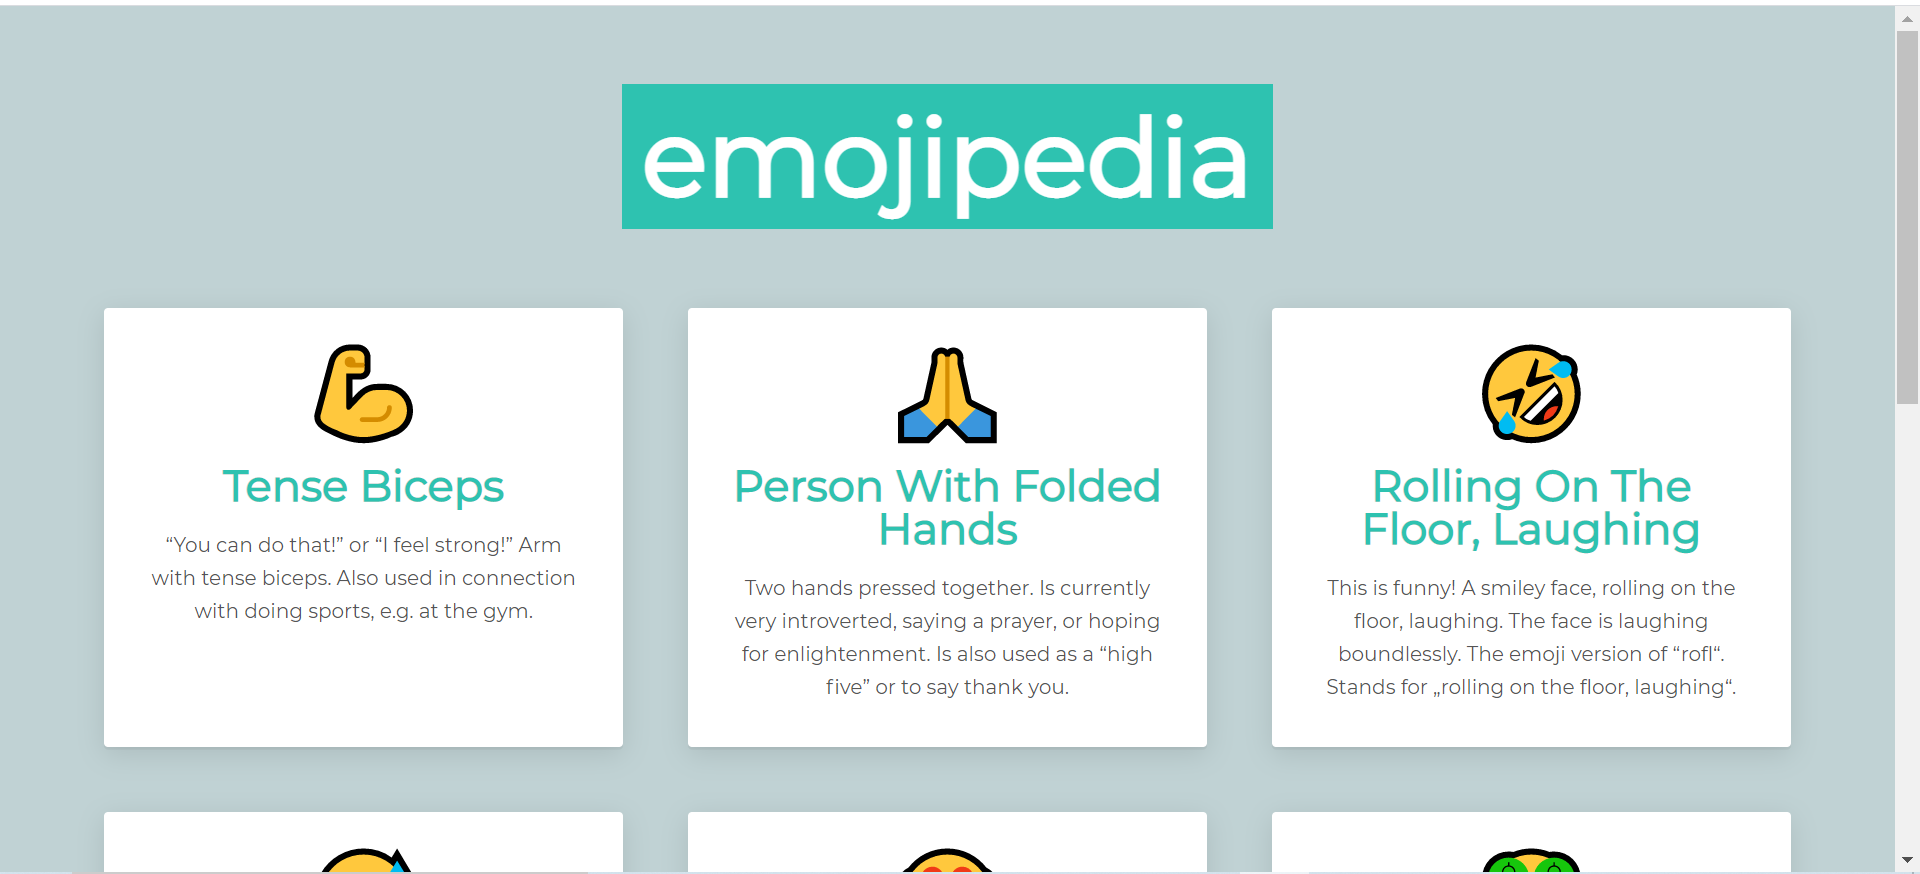 emojipedia
Tense Biceps
“You can do that!” or “I feel strong!” Arm
with tense biceps. Also used in connection
with doing sports, e.g. at the gym.
Person With Folded
Hands
Two hands pressed together. Is currently
very introverted, saying a prayer, or hoping
for enlightenment. Is also used as a “high
five” or to say thank you.
Rolling On The
Floor, Laughing
This is funny! A smiley face, rolling on the
floor, laughing. The face is laughing
boundlessly. The emoji version of “rofl“.
Stands for „rolling on the floor, laughing“.